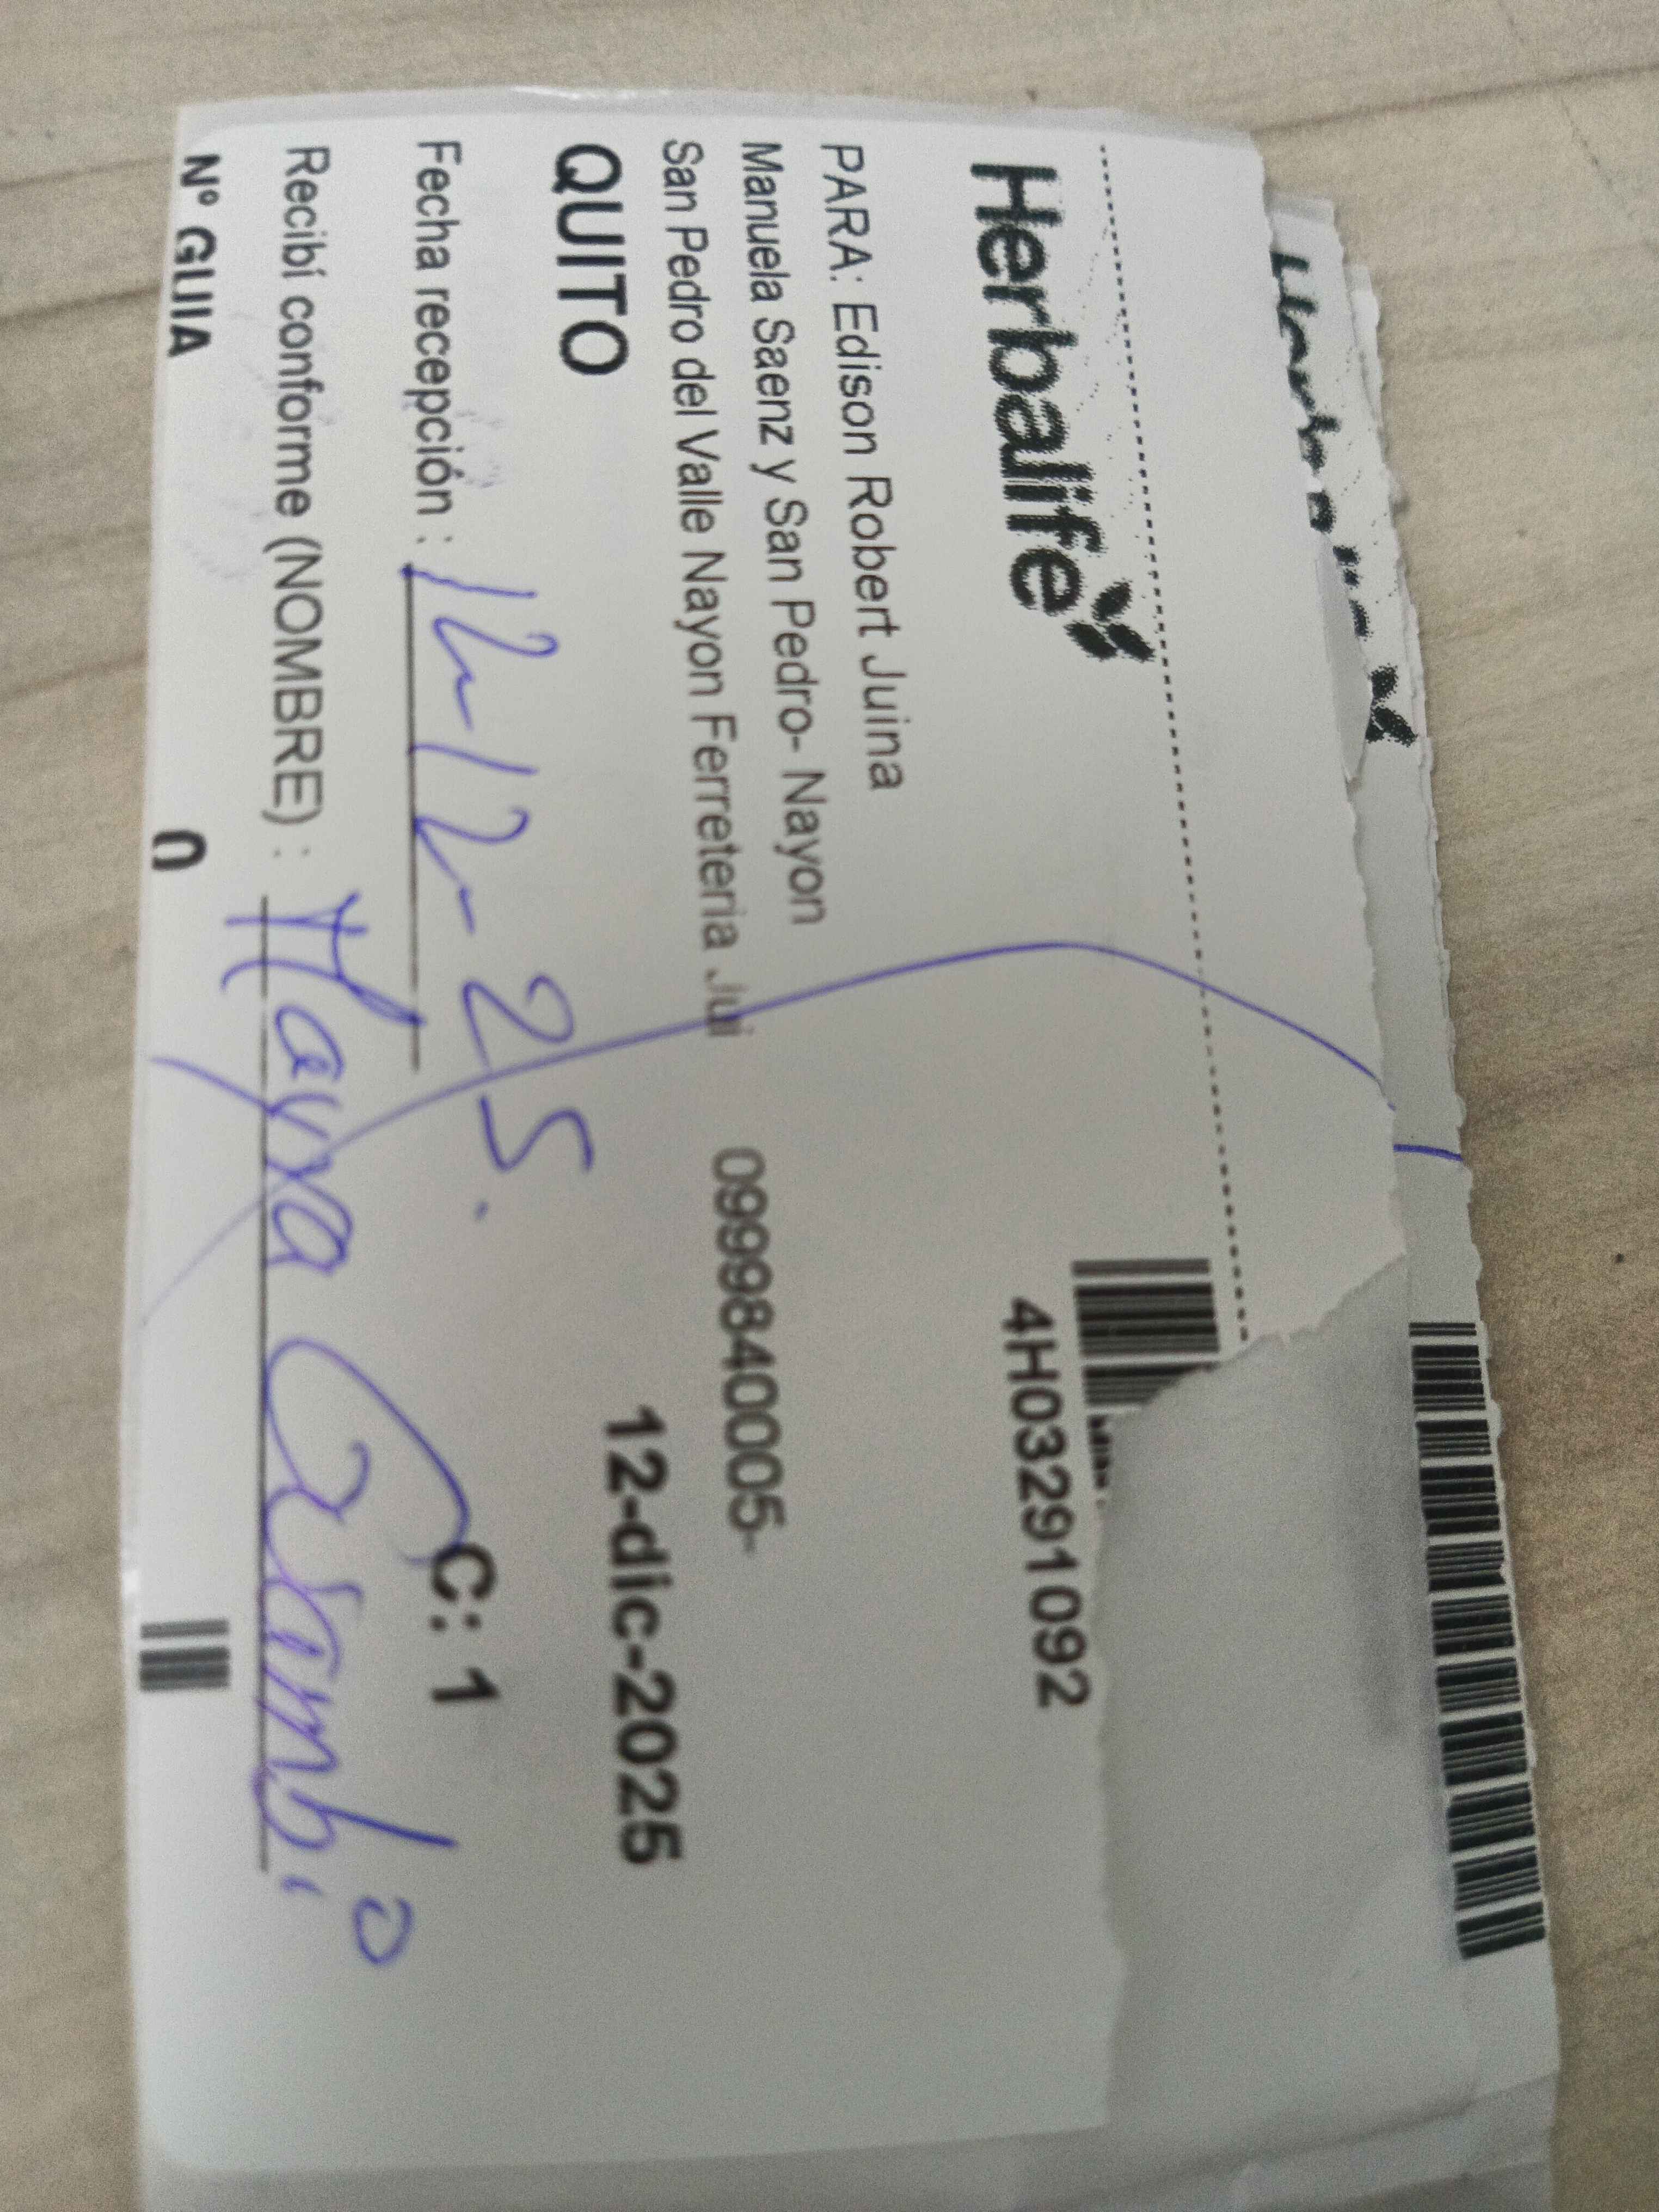 Herbalife
4H03291092
PARA: Edison Robert Juina
Manuela Saenz y San Pedro- Nayon
San Pedro del Valle Nayon Ferreteria Jui 0999840005-
QUITO 12-dic-2025
Fecha recepción : 12-12-25. C: 1
Recibí conforme (NOMBRE) :
Nº GUIA 0